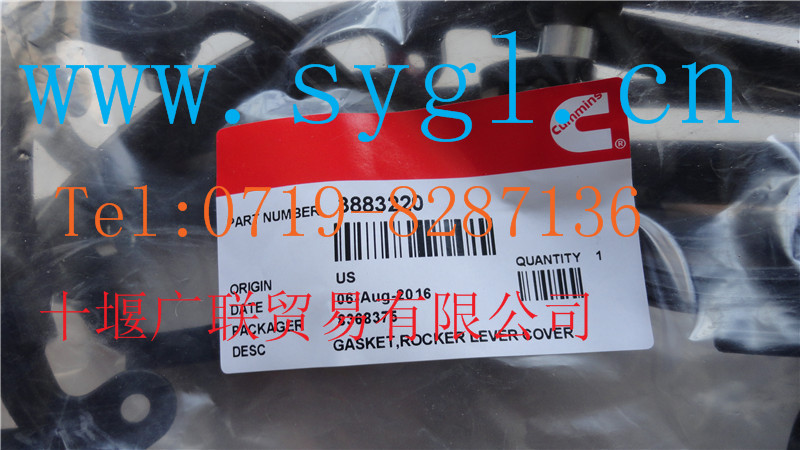 www.sygl.cn
Cummins
®
Tel:0719-8287136
PART NUMBER 3883220
QUANTITY 1
ORIGIN US
DATE 06-Aug-2016
十堰广联贸易有限公司
PACKAGER 8368375
DESC GASKET,ROCKER LEVER COVER